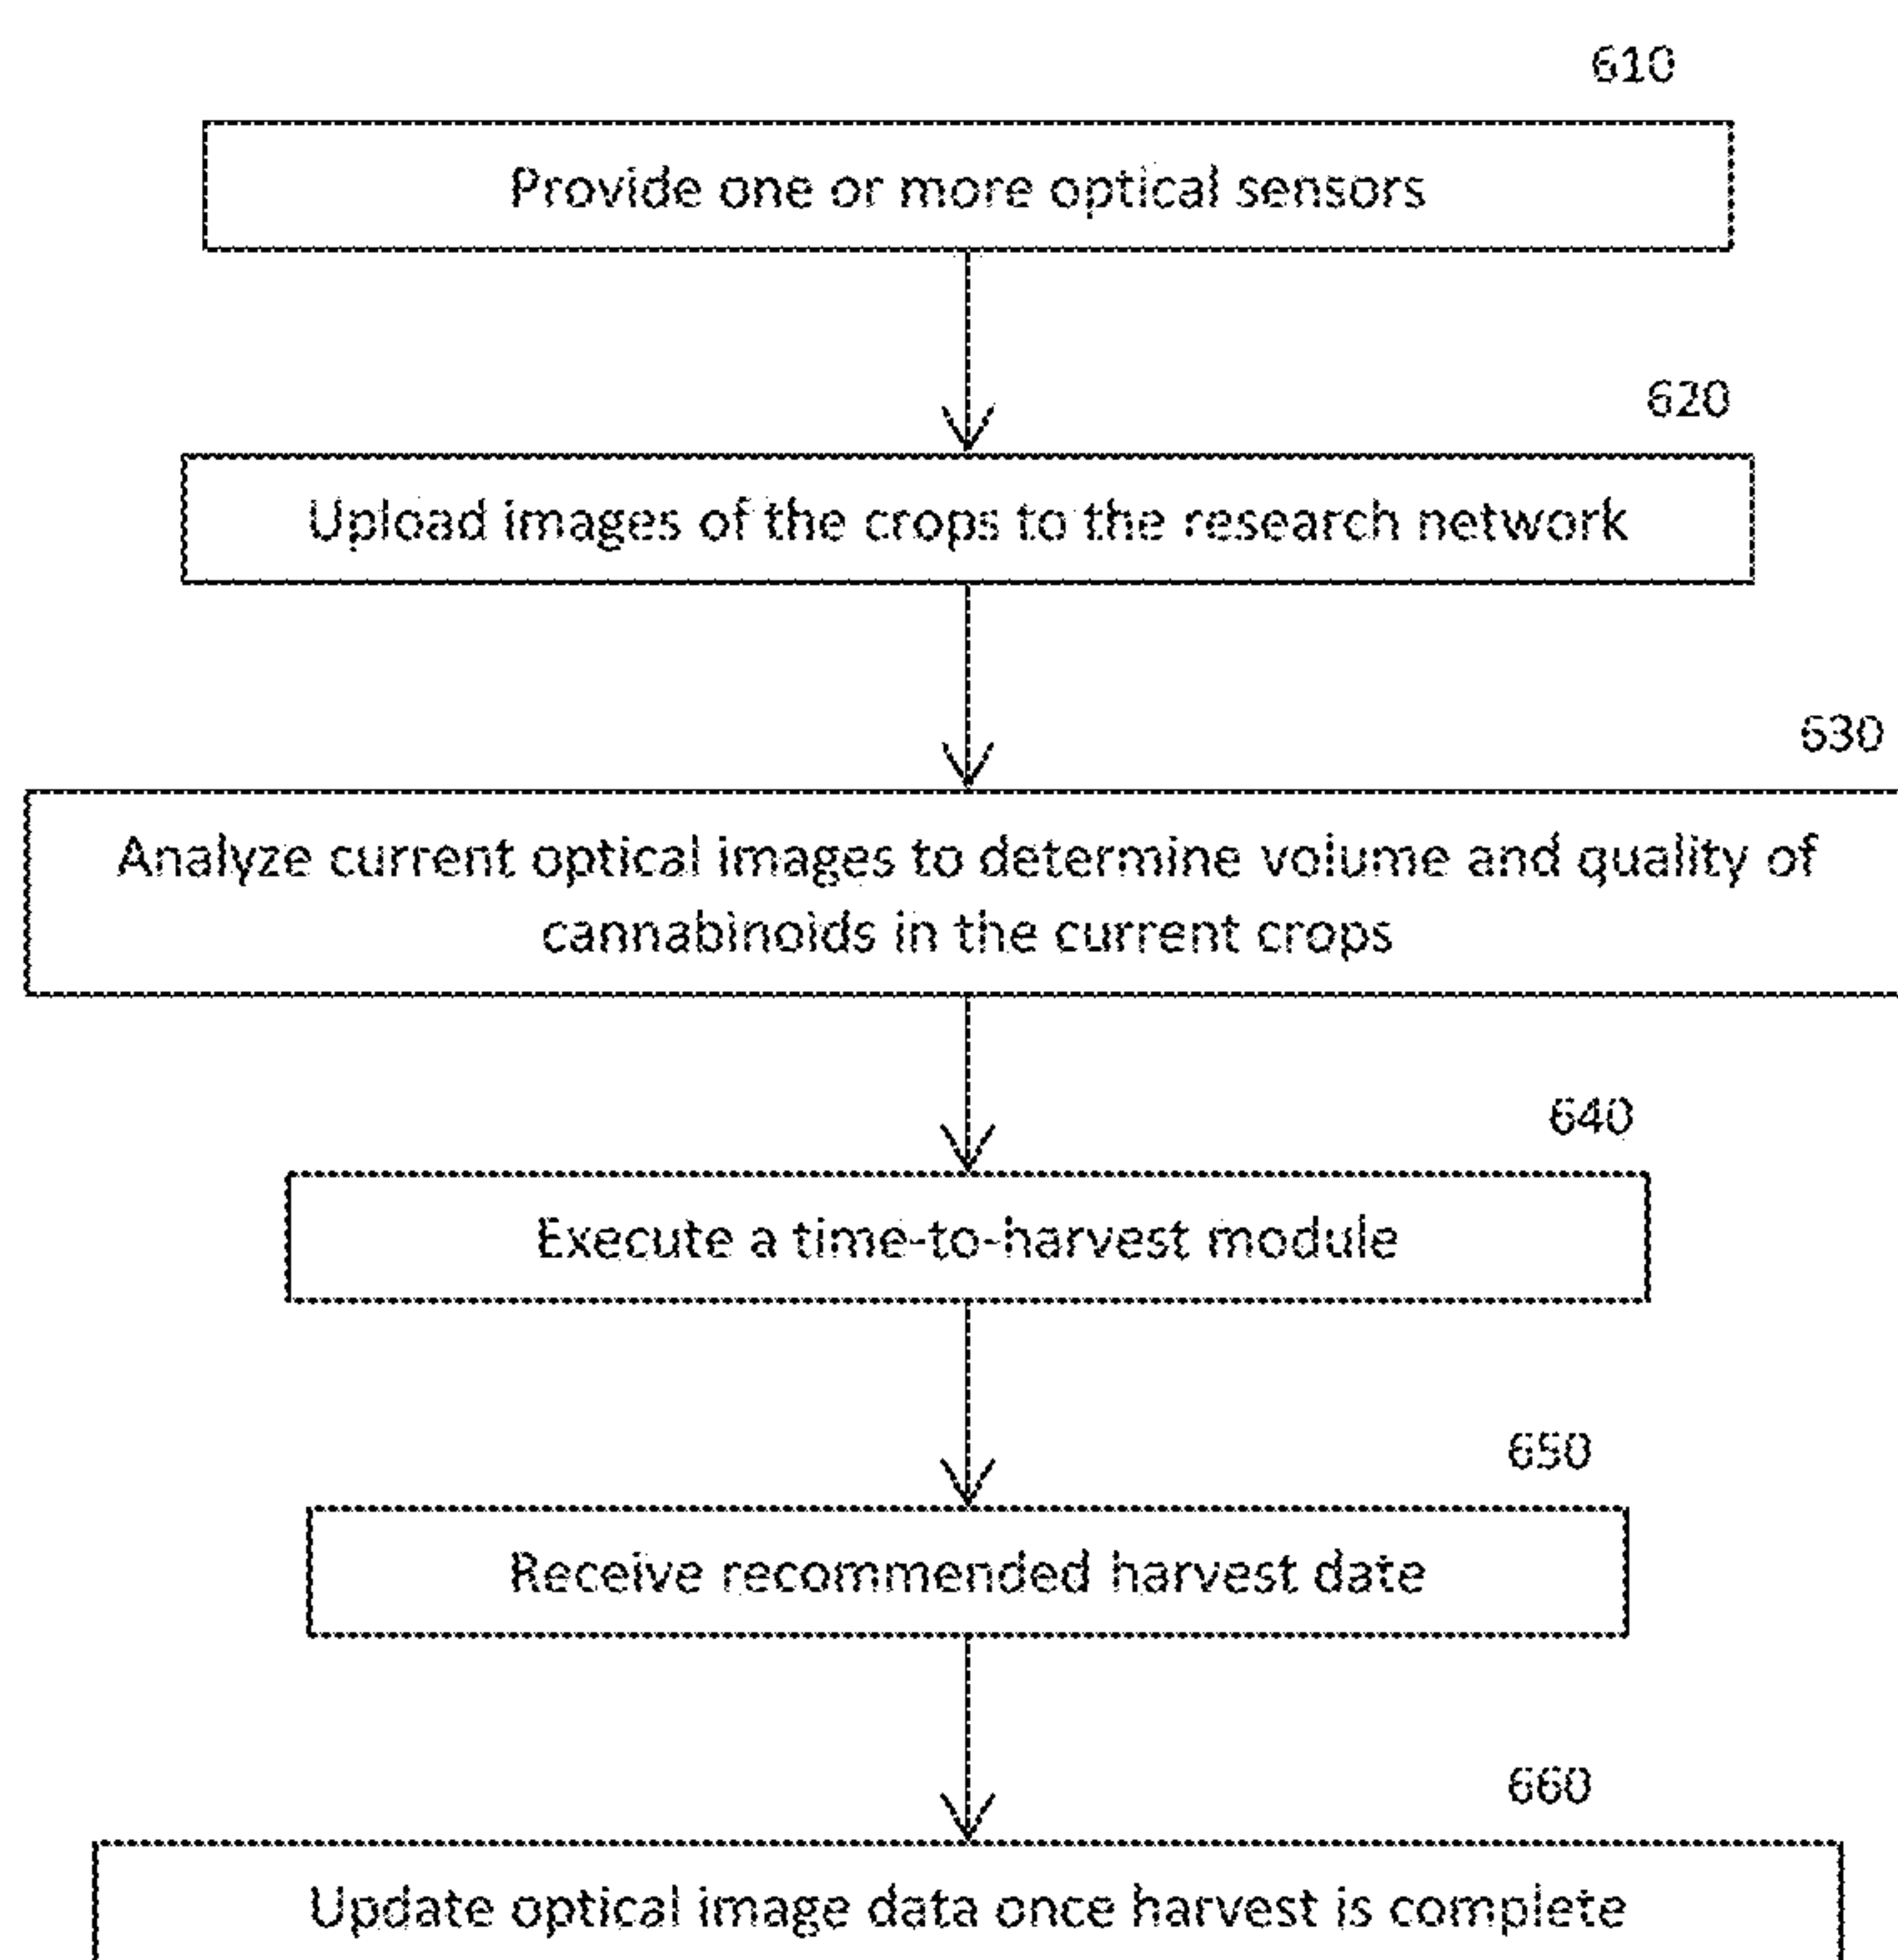 610
Provide one or more optical sensors
620
Upload images of the crops to the research network
630
Analyze current optical images to determine volume and quality of
cannabinoids in the current crops
640
Execute a time-to-harvest module
650
Receive recommended harvest date
660
Update optical image data once harvest is complete